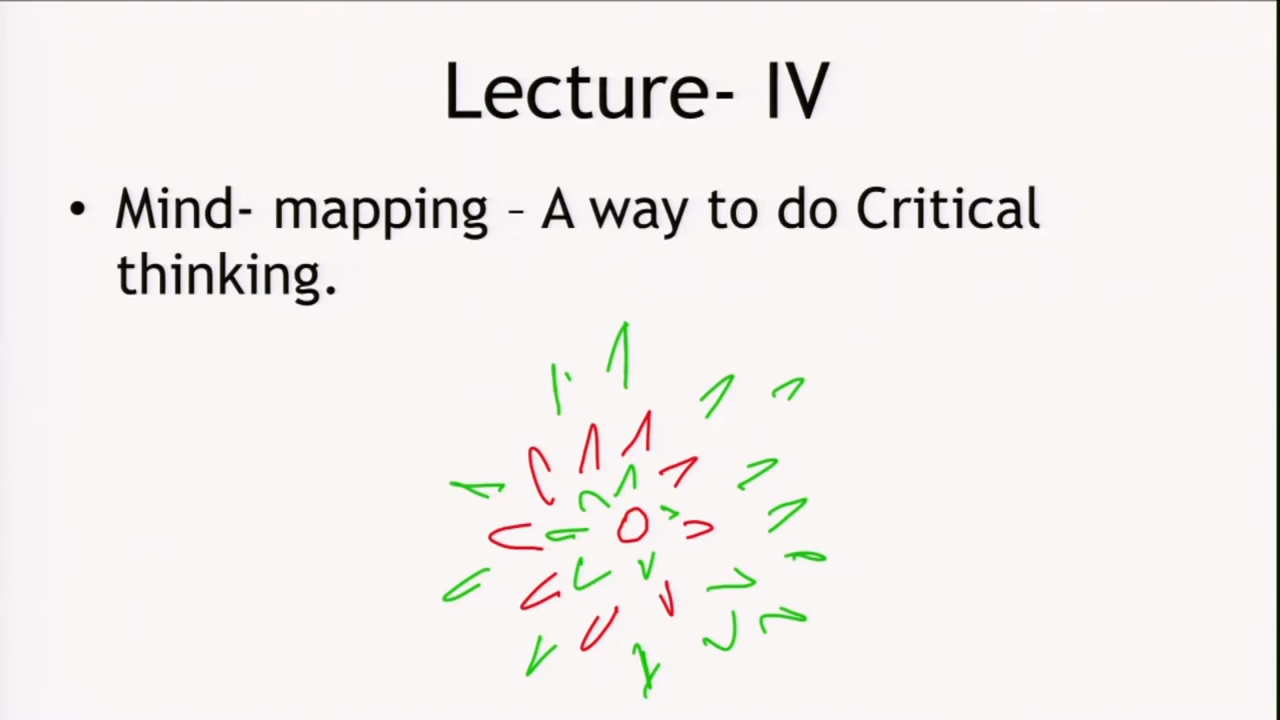 Lecture- IV
• Mind- mapping – A way to do Critical
thinking.